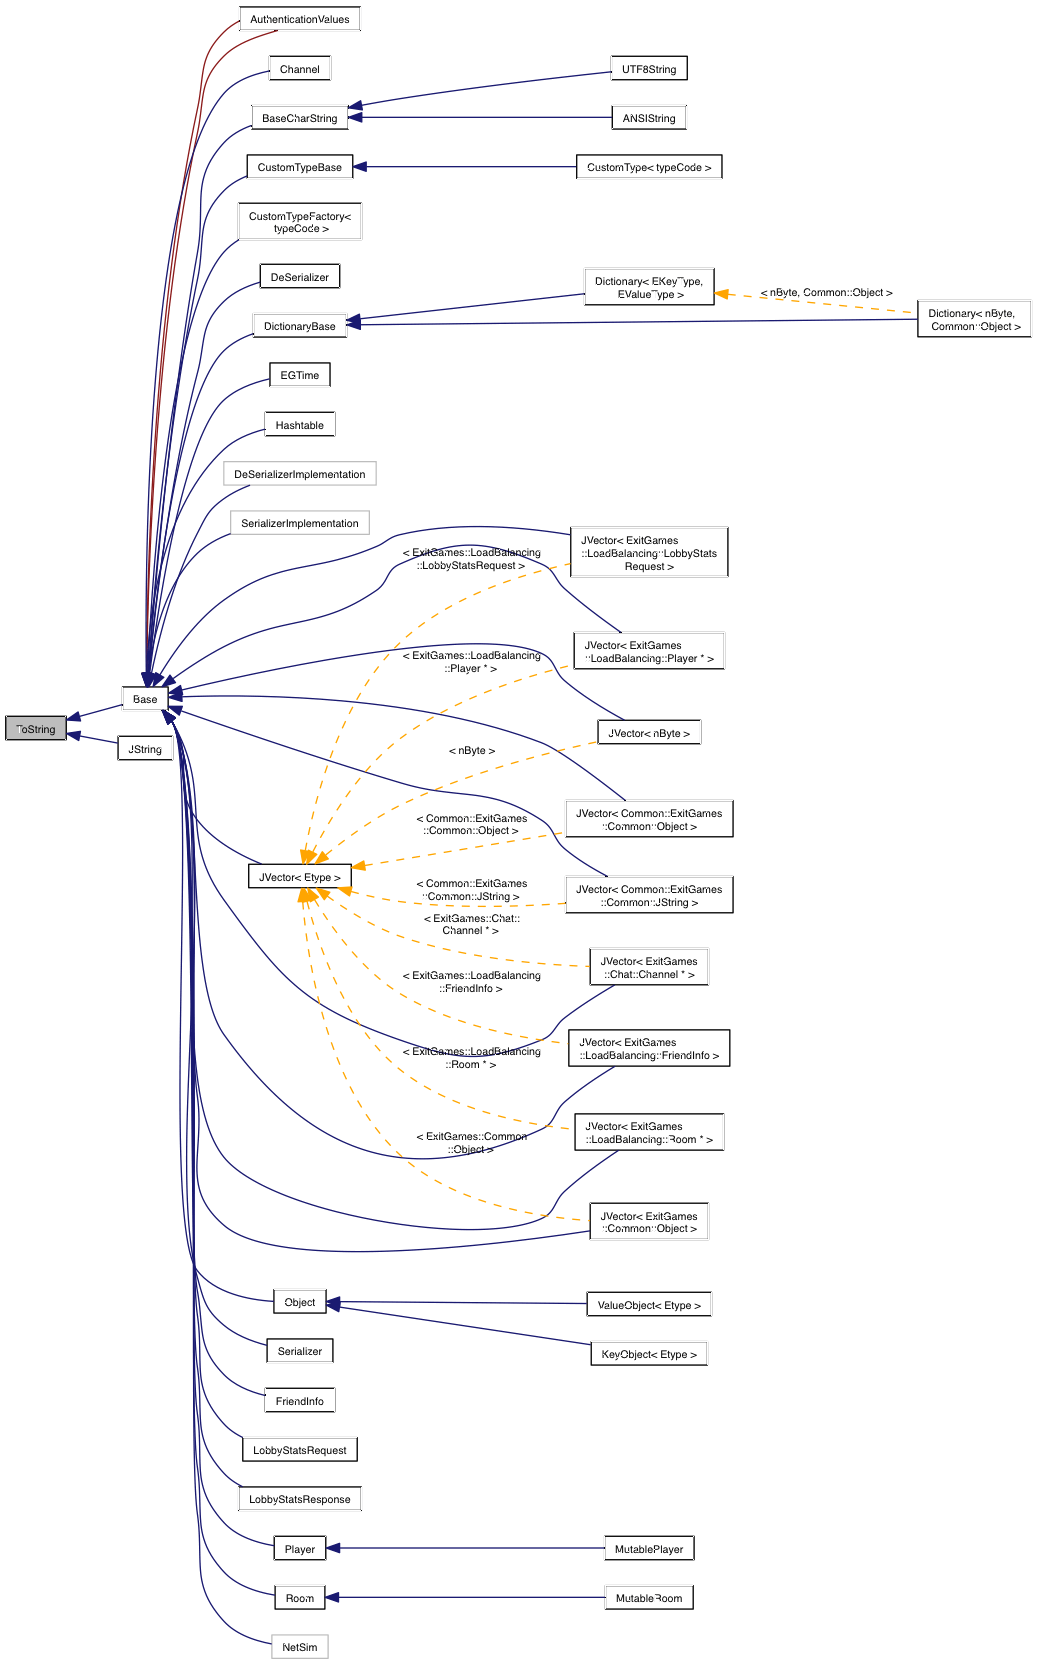 AuthenticationValues
Channel
UTF8String
BaseCharString
ANSIString
CustomTypeBase
CustomType< typeCode >
CustomTypeFactory<
typeCode >
DeSerializer
Dictionary< EKeyType,
EValueType >
< nByte, Common::Object >
Dictionary< nByte,
Common::Object >
DictionaryBase
EGTime
Hashtable
DeSerializerImplementation
SerializerImplementation
JVector< ExitGames
::LoadBalancing::LobbyStats
Request >
< ExitGames::LoadBalancing
::LobbyStatsRequest >
JVector< ExitGames
::LoadBalancing::Player * >
< ExitGames::LoadBalancing
::Player * >
Base
ToString
JString
JVector< nByte >
< nByte >
JVector< Common::ExitGames
::Common::Object >
< Common::ExitGames
::Common::Object >
JVector< Etype >
JVector< Common::ExitGames
::Common::JString >
< Common::ExitGames
::Common::JString >
< ExitGames::Chat::
Channel * >
JVector< ExitGames
::Chat::Channel * >
< ExitGames::LoadBalancing
::FriendInfo >
JVector< ExitGames
::LoadBalancing::FriendInfo >
< ExitGames::LoadBalancing
::Room * >
JVector< ExitGames
::LoadBalancing::Room * >
< ExitGames::Common
::Object >
JVector< ExitGames
::Common::Object >
Object
ValueObject< Etype >
Serializer
KeyObject< Etype >
FriendInfo
LobbyStatsRequest
LobbyStatsResponse
Player
MutablePlayer
Room
MutableRoom
NetSim